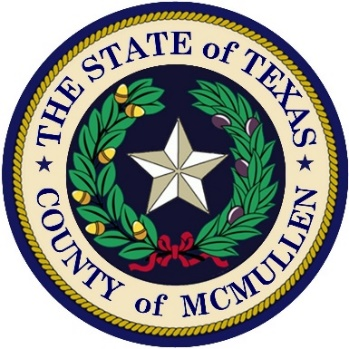 THE STATE of TEXAS
COUNTY of MCMULLEN